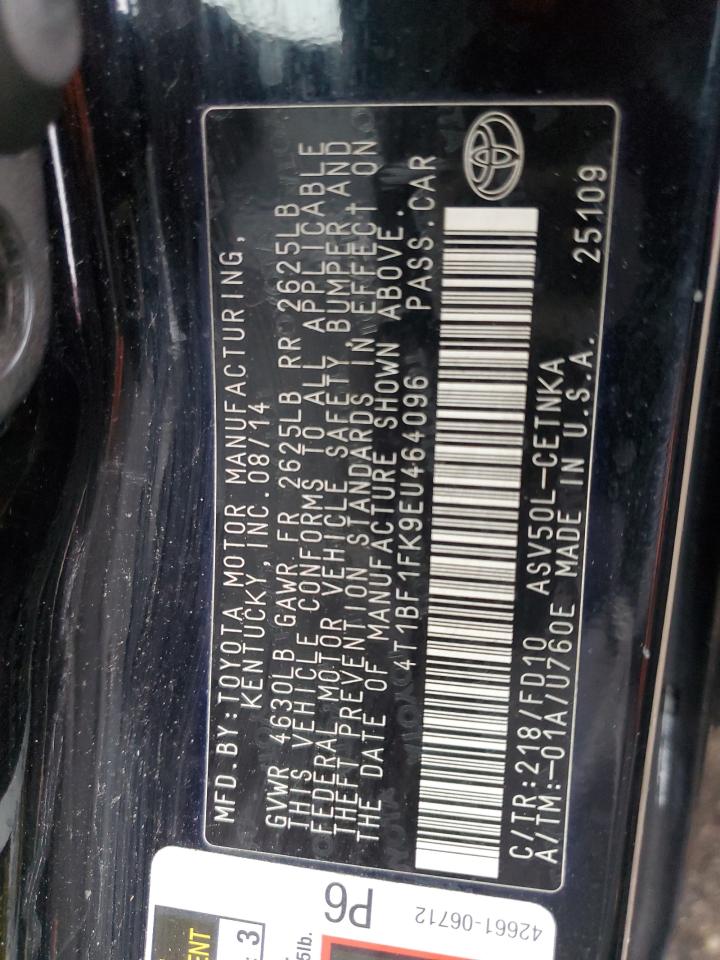 MFD.BY:TOYOTA MOTOR MANUFACTURING,
KENTUCKY, INC.08/14
GVWR 4630LB GAWR FR 2625LB RR 2625LB
THIS VEHICLE CONFORMS TO ALL APPLICABLE
FEDERAL MOTOR VEHICLE SAFETY, BUMPER, AND
THEFT PREVENTION STANDARDS IN EFFECT ON
THE DATE OF MANUFACTURE SHOWN ABOVE.
4T1BF1FK9EU464096 PASS.CAR
C/TR:218/FD10 ASV50L-CETNKA 25109
A/TM:-01A/U760E MADE IN U.S.A.
P6
42661-06712
3
5lb.